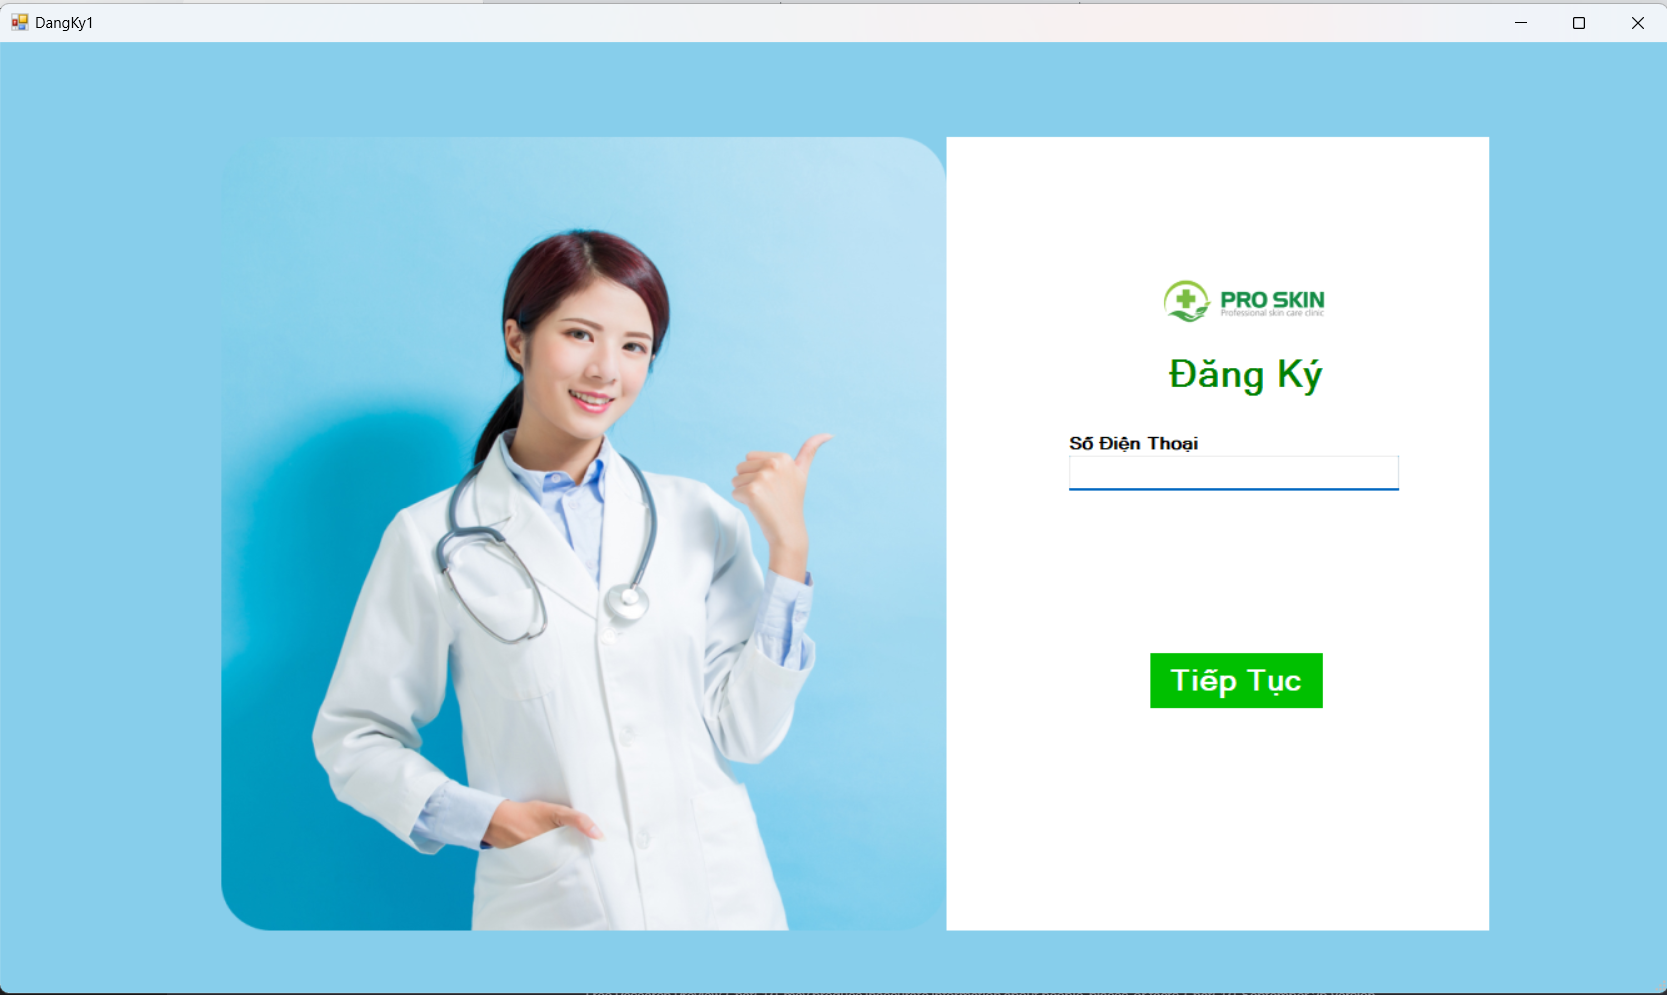 DangKy1
PRO SKIN
Professional skin care clinic
Đăng Ký
Số Điện Thoại
Tiếp Tục